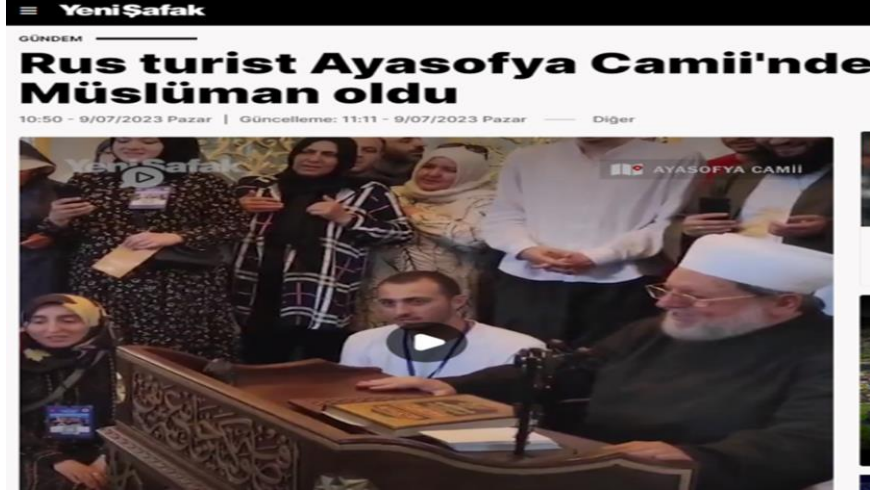 Yeni Şafak
GÜNDEM
Rus turist Ayasofya Camii'nde
Müslüman oldu
10:50 - 9/07/2023 Pazar | Güncelleme: 11:11 - 9/07/2023 Pazar Diğer
Yeni Şafak
AYASOFYA CAMİİ